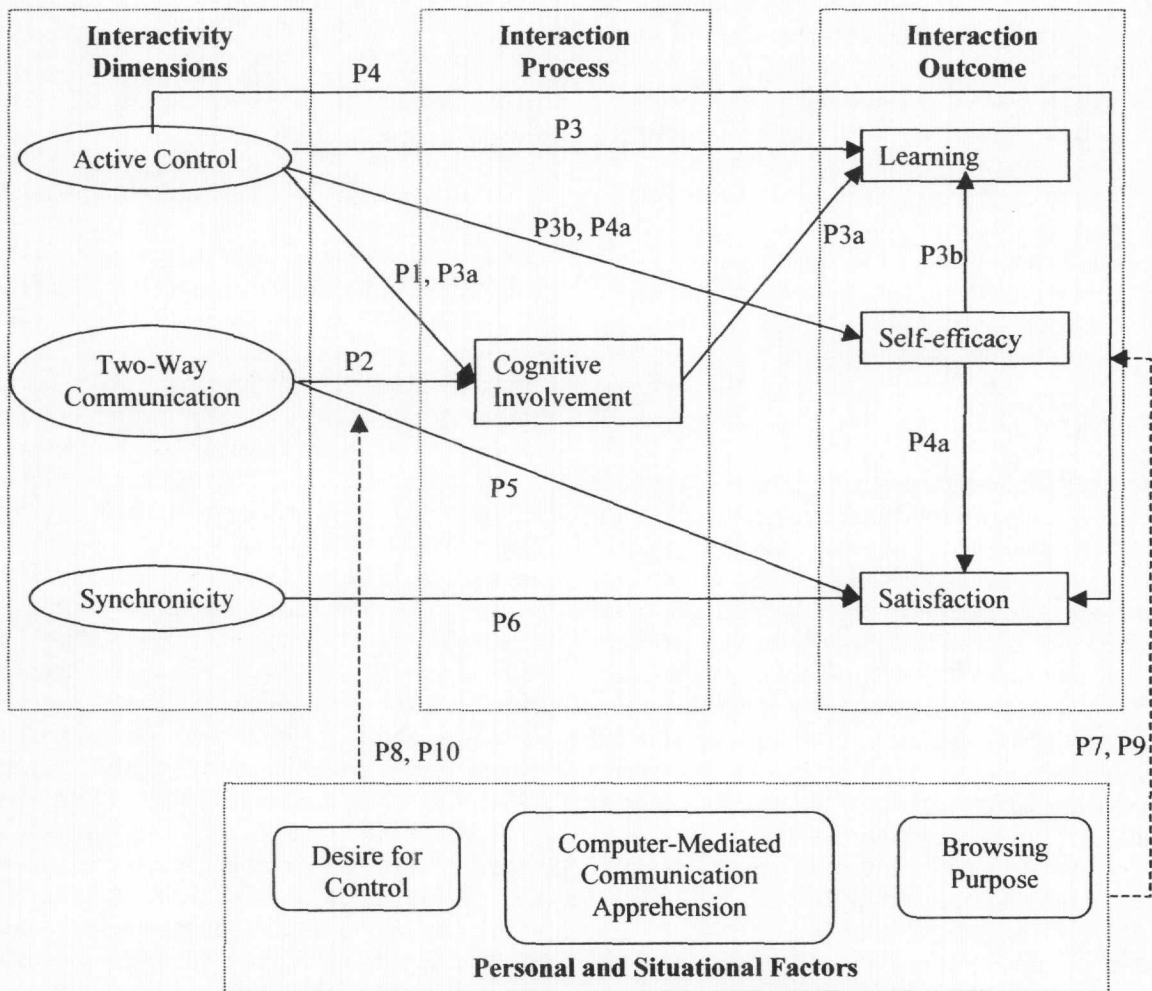 Interactivity
Dimensions
Interaction
Process
Interaction
Outcome
P4
P3
Active Control
Learning
P3b, P4a
P3a
P1, P3a
P3b
Self-efficacy
P2
Two-Way
Communication
Cognitive
Involvement
P4a
P5
Synchronicity
Satisfaction
P6
P8, P10
P7, P9
Desire for
Control
Computer-Mediated
Communication
Apprehension
Browsing
Purpose
Personal and Situational Factors